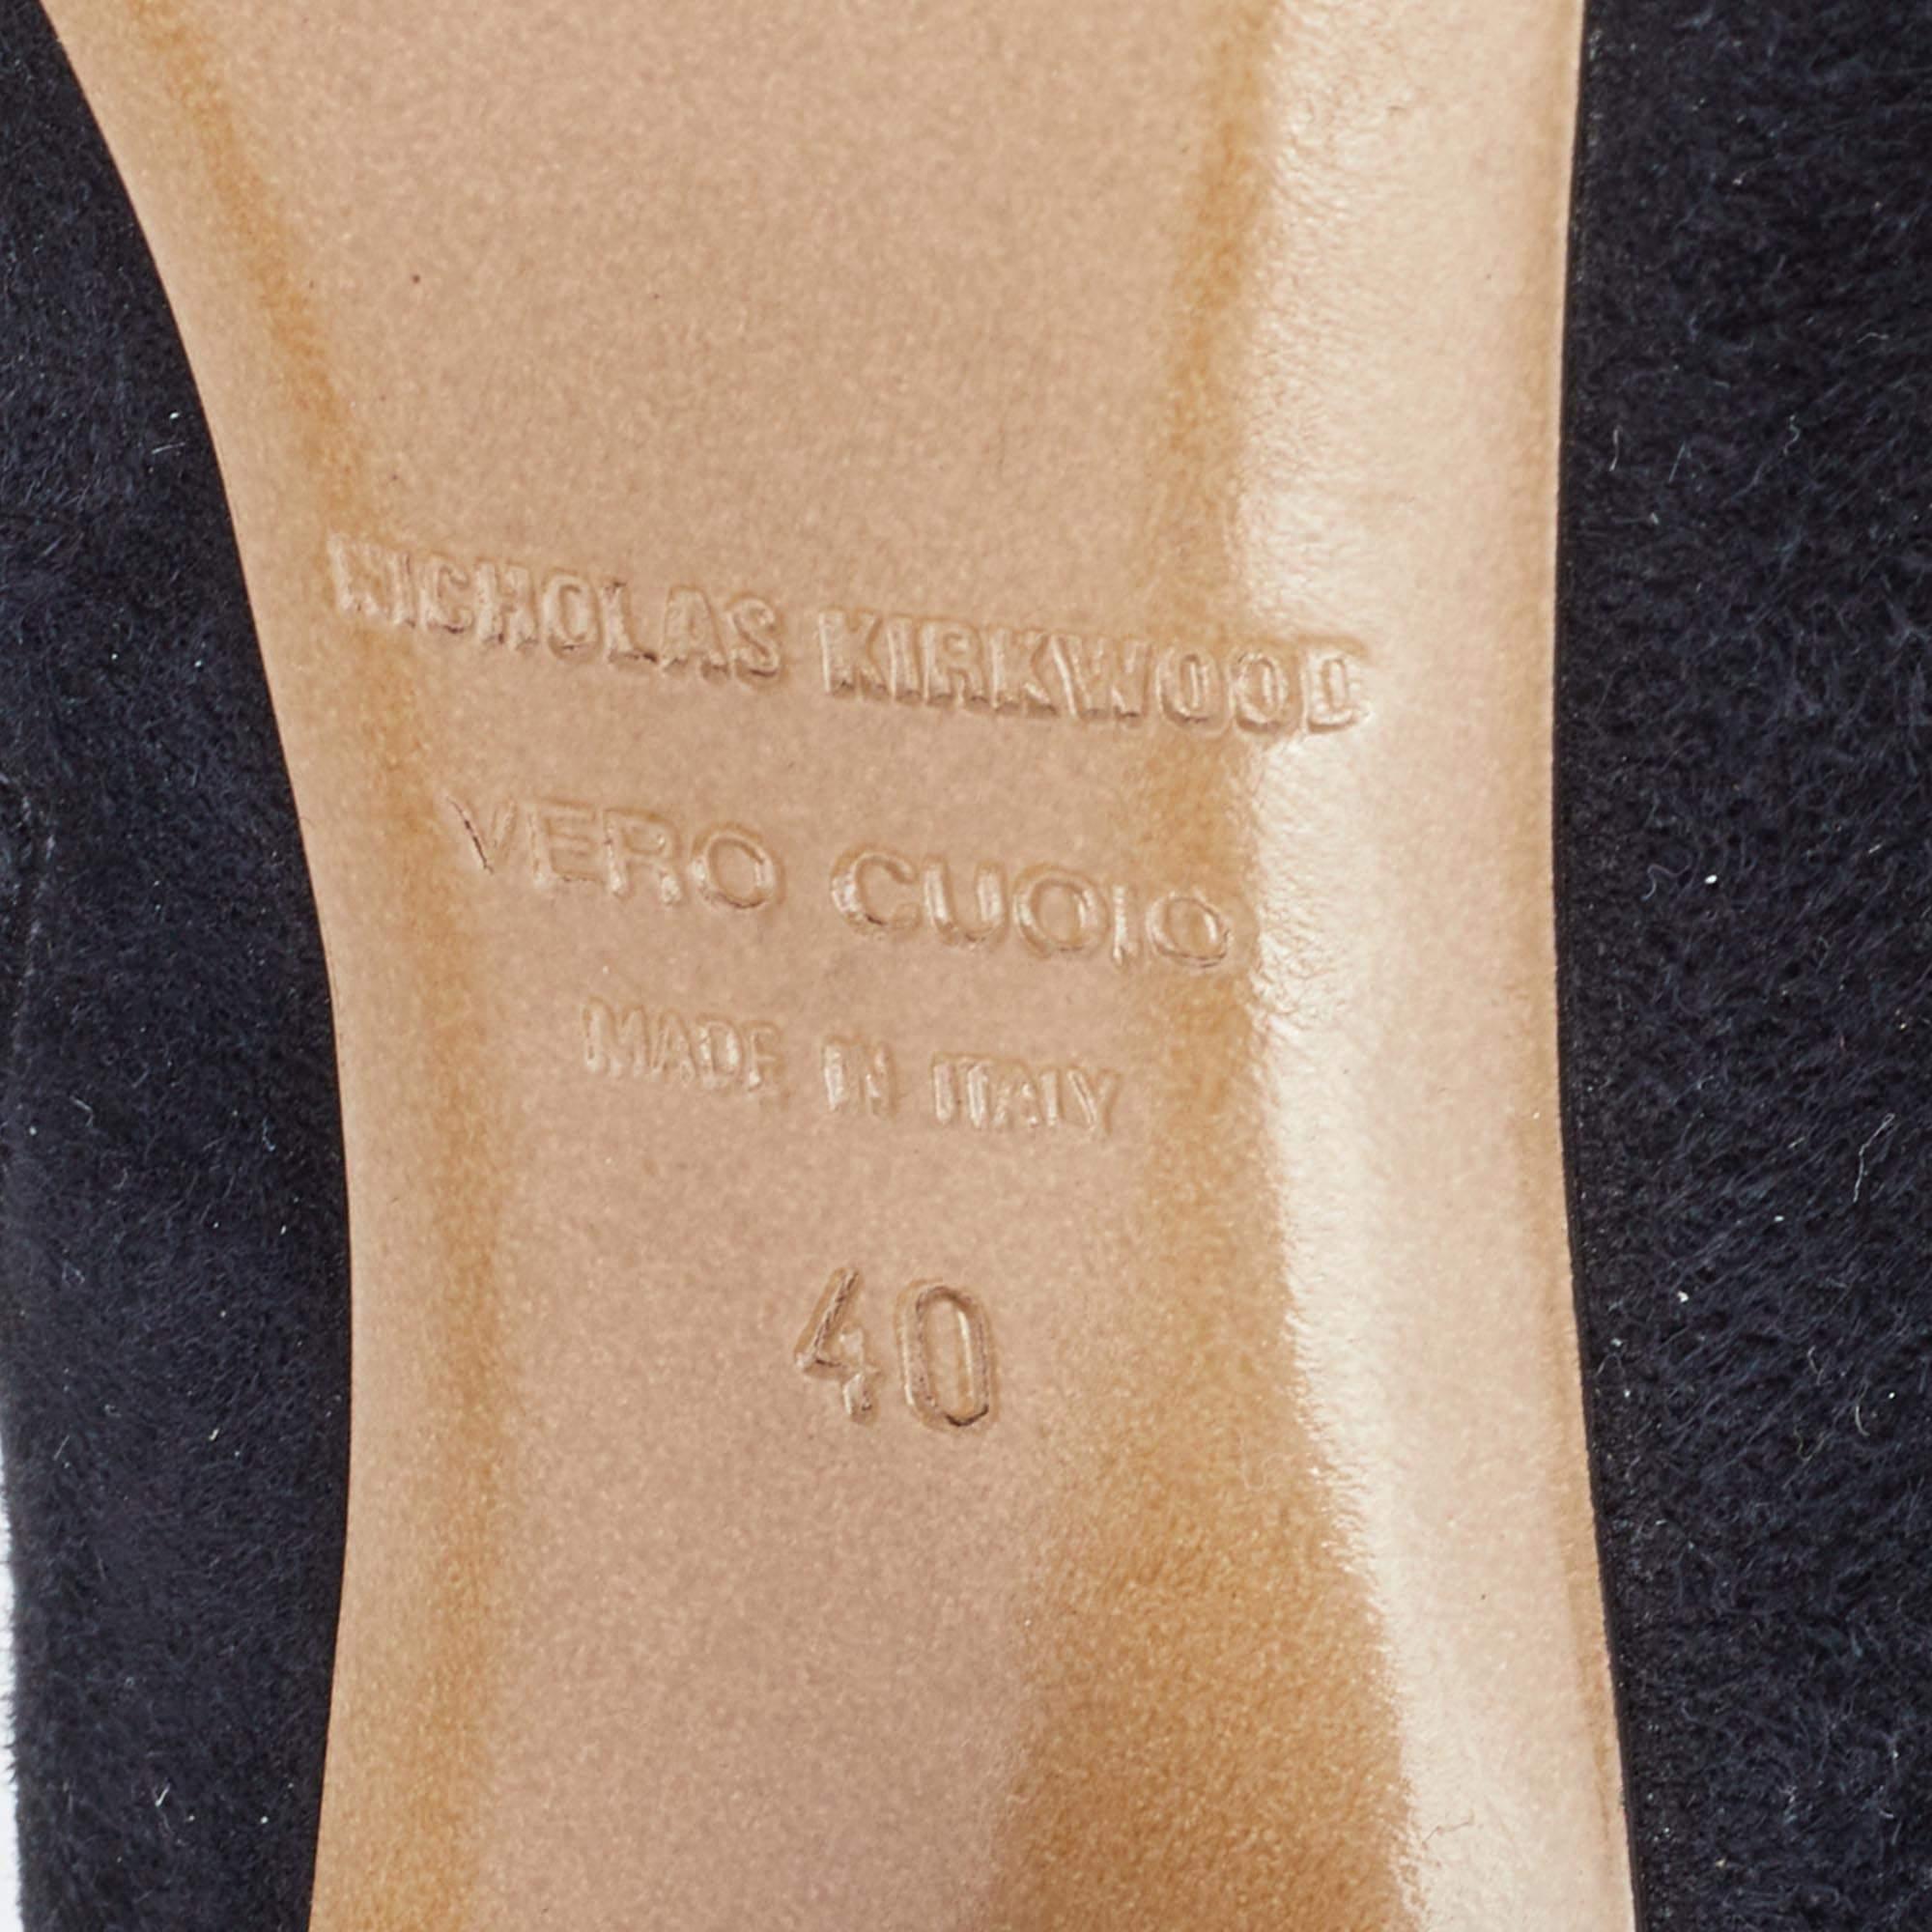 NICHOLAS KIRKWOOD
VERO CUOIO
MADE IN ITALY
40